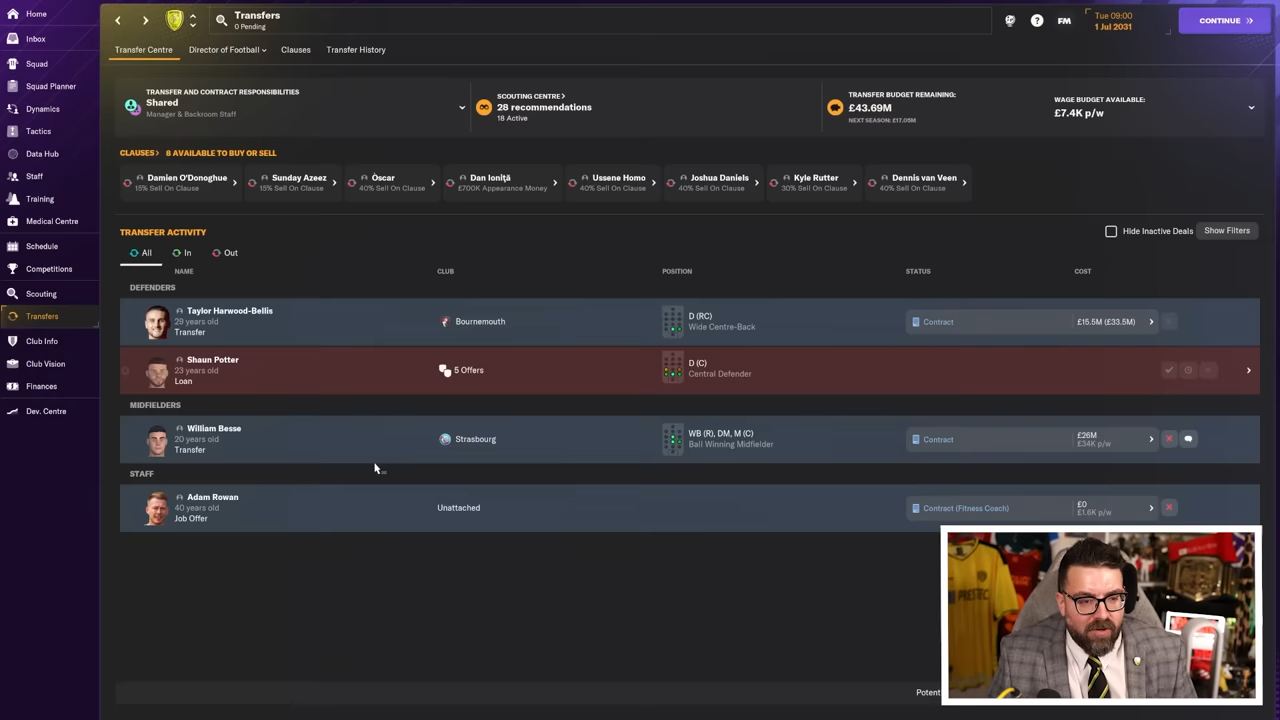 Home
Inbox
Squad
Squad Planner
Dynamics
Tactics
Data Hub
Staff
Training
Medical Centre
Schedule
Competitions
Scouting
Transfers
Club Info
Club Vision
Finances
Dev. Centre
Transfers
0 Pending
FM
Tue 09:00
1 Jul 2031
CONTINUE
Transfer Centre
Director of Football
Clauses
Transfer History
TRANSFER AND CONTRACT RESPONSIBILITIES
Shared
Manager & Backroom Staff
SCOUTING CENTRE>
28 recommendations
18 Active
TRANSFER BUDGET REMAINING:
£43.69M
NEXT SEASON: £17.05M
WAGE BUDGET AVAILABLE:
£7.4K p/w
CLAUSES> 8 AVAILABLE TO BUY OR SELL
Damien O'Donoghue
15% Sell On Clause
Sunday Azeez
15% Sell On Clause
Òscar
40% Sell On Clause
Dan Ioniţă
£700K Appearance Money
Ussene Homo
40% Sell On Clause
Joshua Daniels
40% Sell On Clause
Kyle Rutter
30% Sell On Clause
Dennis van Veen
40% Sell On Clause
TRANSFER ACTIVITY
Hide Inactive Deals
Show Filters
All
In
Out
NAME
CLUB
POSITION
STATUS
COST
DEFENDERS
Taylor Harwood-Bellis
29 years old
Transfer
Bournemouth
D (RC)
Wide Centre-Back
Contract
£15.5M (£33.5M)
Shaun Potter
23 years old
Loan
5 Offers
D (C)
Central Defender
MIDFIELDERS
William Besse
20 years old
Transfer
Strasbourg
WB (R), DM, M (C)
Ball Winning Midfielder
Contract
£26M
£34K p/w
STAFF
Adam Rowan
40 years old
Job Offer
Unattached
Contract (Fitness Coach)
£0
£1.6K p/w
Potent
PRESTEC